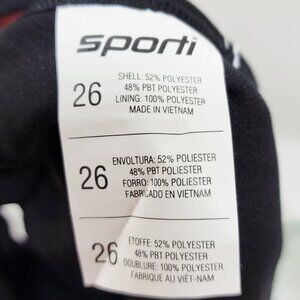 sporti
26
SHELL: 52% POLYESTER
48% PBT POLYESTER
LINING: 100% POLYESTER
MADE IN VIETNAM
26
ENVOLTURA: 52% POLIESTER
48% PBT POLIESTER
FORRO: 100% POLIESTER
FABRICADO EN VIETNAM
26
ETOFFE: 52% POLYESTER
48% PBT POLYESTER
DOUBLURE: 100% POLYESTER
FABRIQUE AU VIÊT-NAM